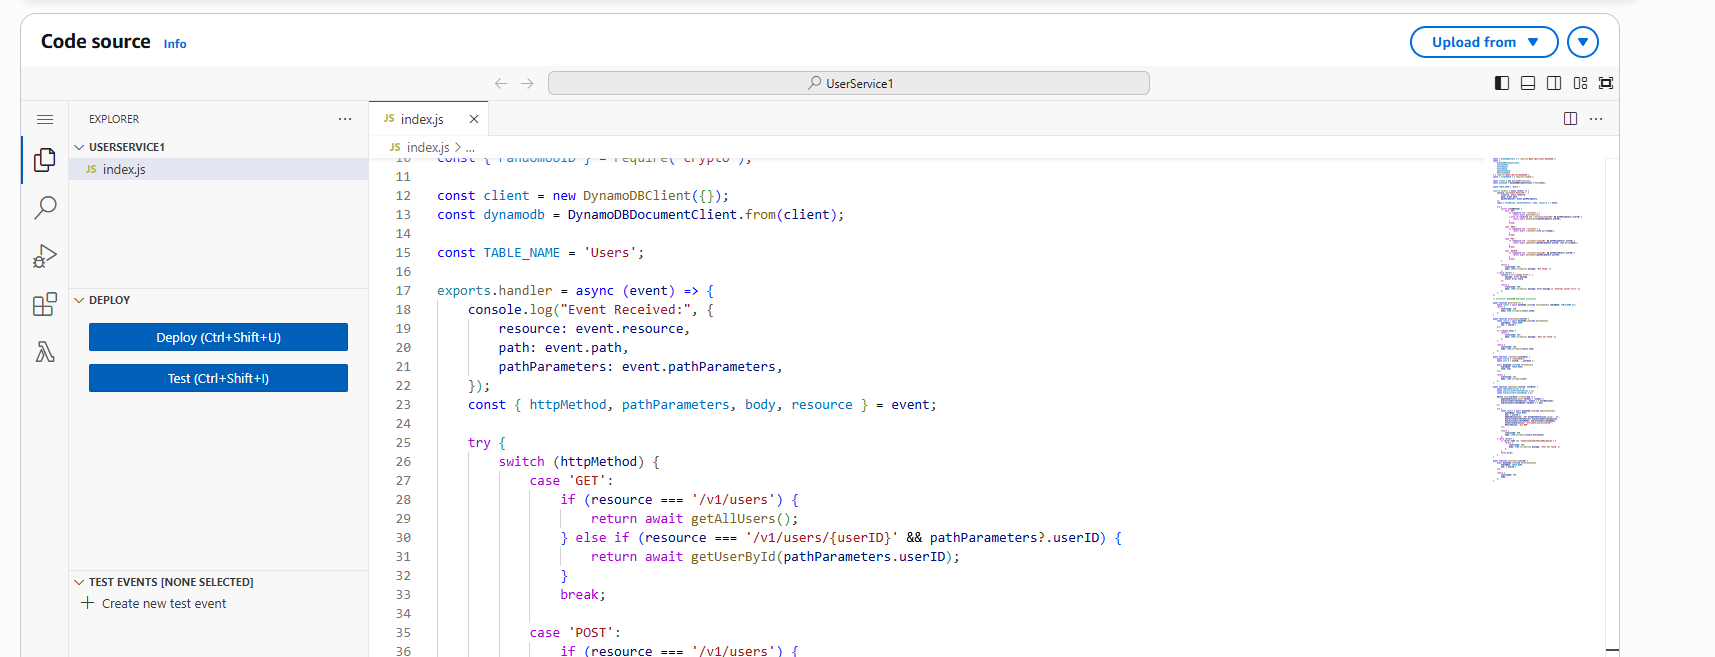 Code source Info
Upload from
UserService1
EXPLORER
USERSERVICE1
JS index.js
DEPLOY
Deploy (Ctrl+Shift+U)
Test (Ctrl+Shift+I)
TEST EVENTS [NONE SELECTED]
Create new test event
JS index.js
JS index.js > ...
10 const { randomUUID } = require('crypto');
11
12 const client = new DynamoDBClient({});
13 const dynamodb = DynamoDBDocumentClient.from(client);
14
15 const TABLE_NAME = 'Users';
16
17 exports.handler = async (event) => {
18     console.log("Event Received:", {
19         resource: event.resource,
20         path: event.path,
21         pathParameters: event.pathParameters,
22     });
23     const { httpMethod, pathParameters, body, resource } = event;
24
25     try {
26         switch (httpMethod) {
27             case 'GET':
28                 if (resource === '/v1/users') {
29                     return await getAllUsers();
30                 } else if (resource === '/v1/users/{userID}' && pathParameters?.userID) {
31                     return await getUserById(pathParameters.userID);
32                 }
33                 break;
34
35             case 'POST':
36                 if (resource === '/v1/users') {